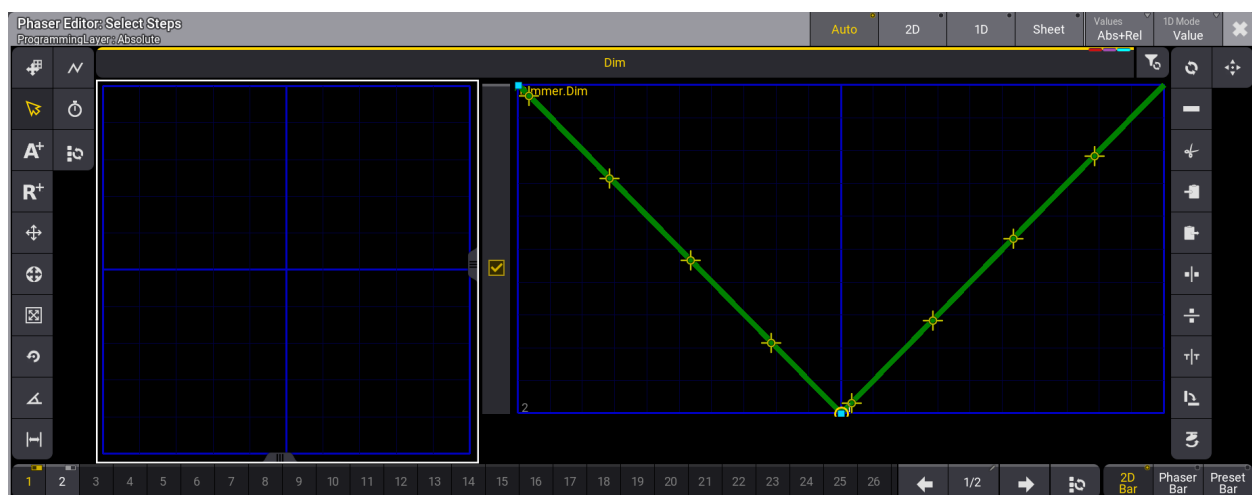 Phaser Editor: Select Steps
ProgrammingLayer: Absolute
Auto
2D
1D
Sheet
Values
Abs+Rel
1D Mode
Value
Dim
A+
R+
mmer.Dim
2
T T
1 2 3 4 5 6 7 8 9 10 11 12 13 14 15 16 17 18 19 20 21 22 23 24 25 26
1/2
2D
Bar
Phaser
Bar
Preset
Bar